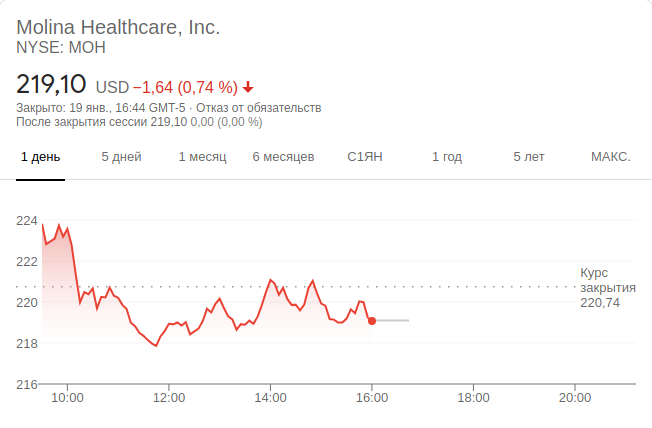 Molina Healthcare, Inc.
NYSE: MOH
219,10 USD −1,64 (0,74 %)
Закрыто: 19 янв., 16:44 GMT-5 · Отказ от обязательств
После закрытия сессии 219,10 0,00 (0,00 %)
1 день 5 дней 1 месяц 6 месяцев С1ЯН 1 год 5 лет МАКС.
224
222
Курс
закрытия
220,74
220
218
216
10:00 12:00 14:00 16:00 18:00 20:00